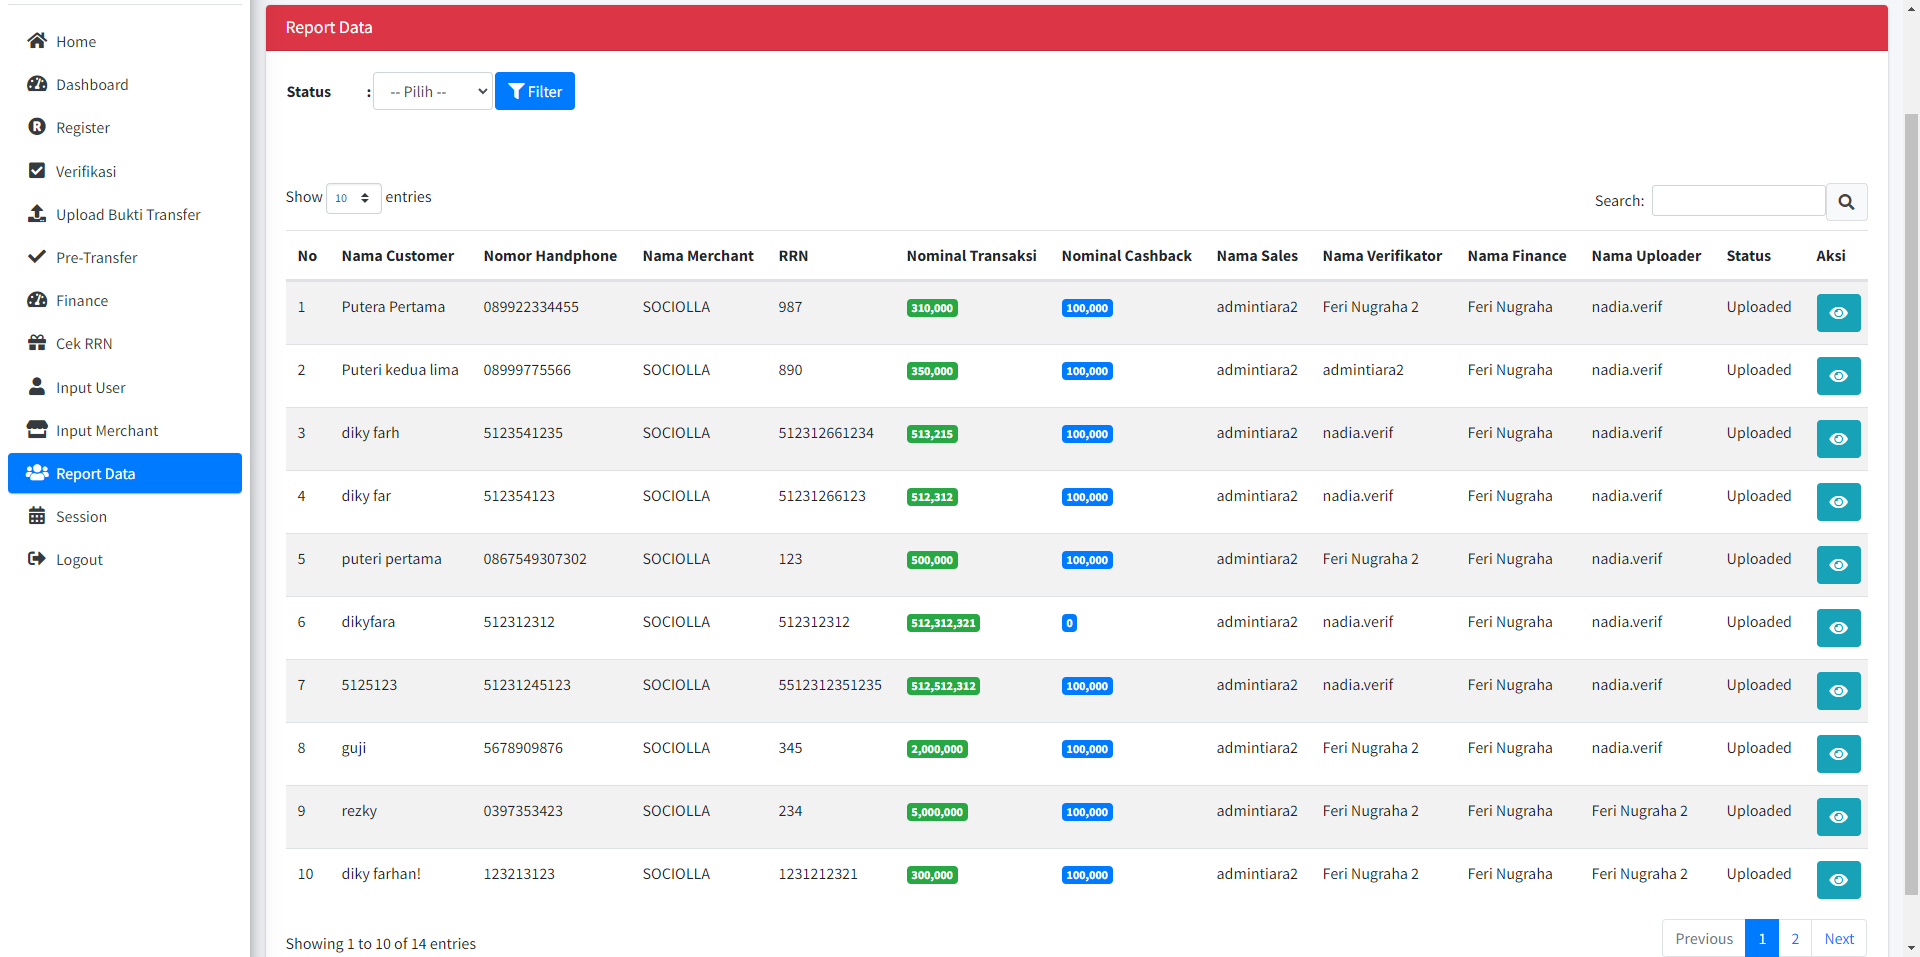 Home
Dashboard
Register
Verifikasi
Upload Bukti Transfer
Pre-Transfer
Finance
Cek RRN
Input User
Input Merchant
Report Data
Session
Logout
Report Data
Status : -- Pilih -- Filter
Show 10 entries
Search:
No Nama Customer Nomor Handphone Nama Merchant RRN Nominal Transaksi Nominal Cashback Nama Sales Nama Verifikator Nama Finance Nama Uploader Status Aksi
1 Putera Pertama 089922334455 SOCIOLLA 987 310,000 100,000 admintiara2 Feri Nugraha 2 Feri Nugraha nadia.verif Uploaded
2 Puteri kedua lima 08999775566 SOCIOLLA 890 350,000 100,000 admintiara2 admintiara2 Feri Nugraha nadia.verif Uploaded
3 diky farh 5123541235 SOCIOLLA 512312661234 513,215 100,000 admintiara2 nadia.verif Feri Nugraha nadia.verif Uploaded
4 diky far 512354123 SOCIOLLA 51231266123 512,312 100,000 admintiara2 nadia.verif Feri Nugraha nadia.verif Uploaded
5 puteri pertama 0867549307302 SOCIOLLA 123 500,000 100,000 admintiara2 Feri Nugraha 2 Feri Nugraha nadia.verif Uploaded
6 dikyfara 512312312 SOCIOLLA 512312312 512,312,321 0 admintiara2 nadia.verif Feri Nugraha nadia.verif Uploaded
7 5125123 51231245123 SOCIOLLA 5512312351235 512,512,312 100,000 admintiara2 nadia.verif Feri Nugraha nadia.verif Uploaded
8 guji 5678909876 SOCIOLLA 345 2,000,000 100,000 admintiara2 Feri Nugraha 2 Feri Nugraha nadia.verif Uploaded
9 rezky 0397353423 SOCIOLLA 234 5,000,000 100,000 admintiara2 Feri Nugraha 2 Feri Nugraha Feri Nugraha 2 Uploaded
10 diky farhan! 123213123 SOCIOLLA 1231212321 300,000 100,000 admintiara2 Feri Nugraha 2 Feri Nugraha Feri Nugraha 2 Uploaded
Showing 1 to 10 of 14 entries
Previous 1 2 Next